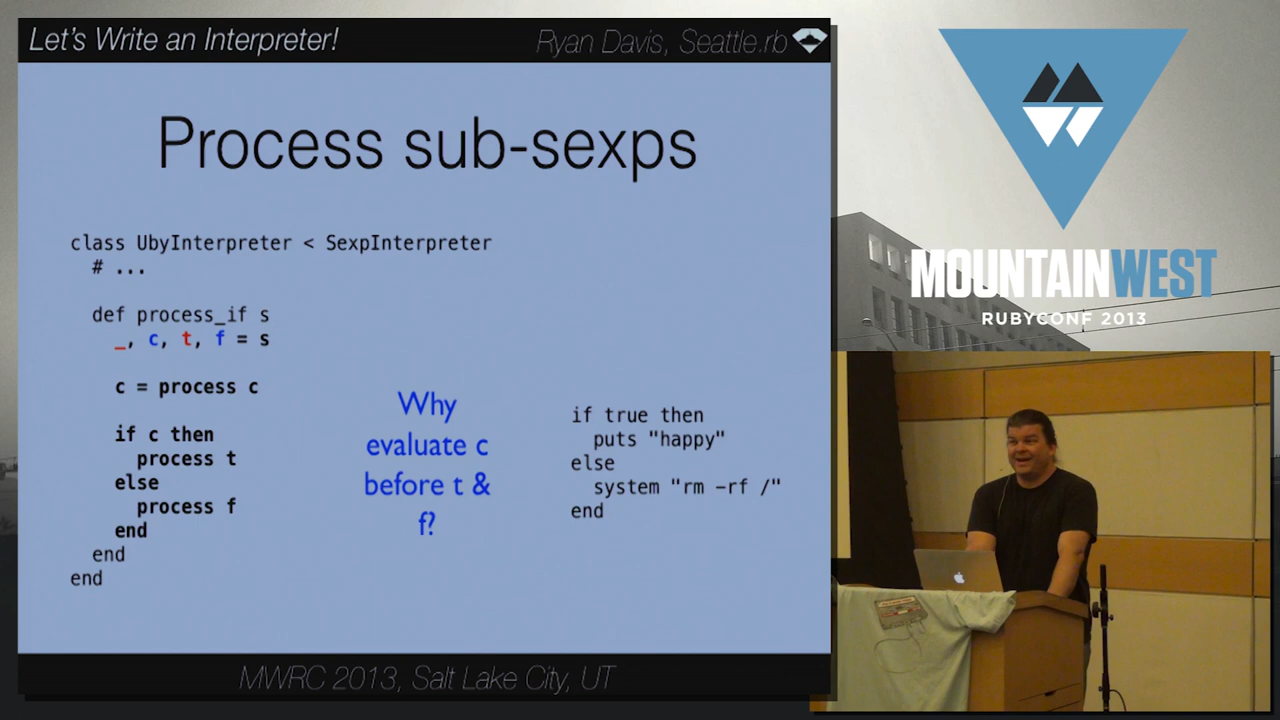 Let's Write an Interpreter!
Ryan Davis, Seattle.rb
Process sub-sexps
class UbyInterpreter < SexpInterpreter
# ...
def process_if s
_, c, t, f = s
c = process c
if c then
process t
else
process f
end
end
end
Why
evaluate c
before t &
f?
if true then
puts "happy"
else
system "rm -rf /"
end
MWRC 2013, Salt Lake City, UT
MOUNTAINWEST
RUBYCONF 2013